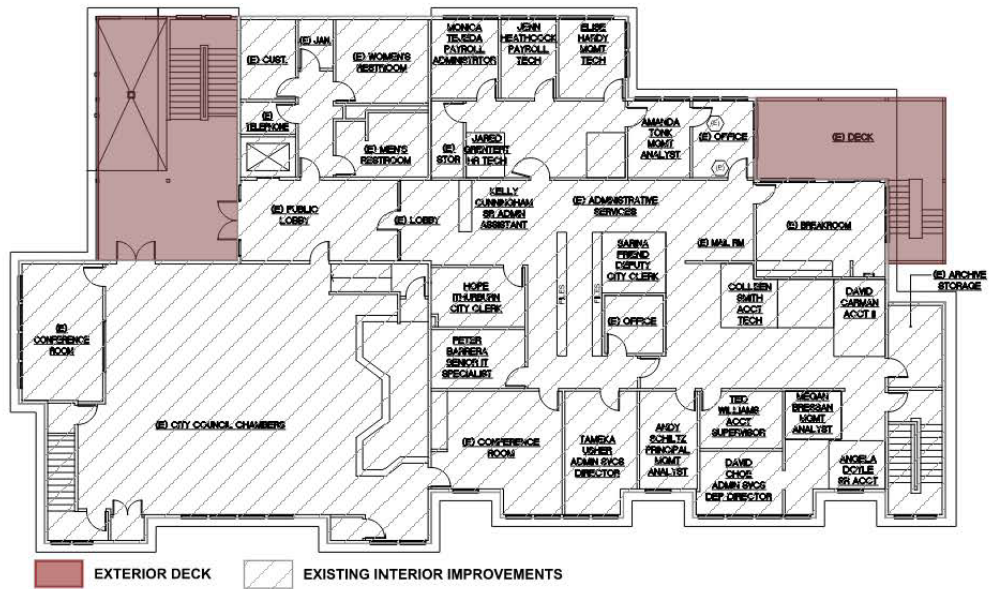 (E) CUST.
(E) JAN.
(E) WOMEN'S
RESTROOM
MONICA
TEJEDA
PAYROLL
ADMINISTRTOR
JENN
HEATHCOCK
PAYROLL
TECH
ELISE
HARDY
MGMT
TECH
(E)
TELEPHONE
(E) MEN'S
RESTROOM
(E)
STOR
JARED
GRENTERT
HR TECH
AMANDA
TONK
MGMT
ANALYST
(E)
(E) OFFICE
(E)
(E) DECK
(E) PUBLIC
LOBBY
(E) LOBBY
KELLY
CUNNINGHAM
SR ADMIN
ASSISTANT
(E) ADMINISTRATIVE
SERVICES
(E) BREAKROOM
(E) MAIL RM
SARINA
FRIEND
DEPUTY
CITY CLERK
(E) ARCHIVE
STORAGE
HOPE
ITHURBURN
CITY CLERK
FILES
FILES
COLLEEN
SMITH
ACCT
TECH
DAVID
CARMAN
ACCT II
(E)
CONFERENCE
ROOM
(E) OFFICE
PETER
BARRERA
SENIOR IT
SPECIALIST
(E) CITY COUNCIL CHAMBERS
(E) CONFERENCE
ROOM
TAMEKA
USHER
ADMIN SVCS
DIRECTOR
ANDY
SCHILTZ
PRINCIPAL
MGMT
ANALYST
TED
WILLIAMS
ACCT
SUPERVISOR
MEGAN
BRESSAN
MGMT
ANALYST
DAVID
CHOE
ADMIN SVCS
DEP. DIRECTOR
ANGELA
DOYLE
SR ACCT
EXTERIOR DECK
EXISTING INTERIOR IMPROVEMENTS